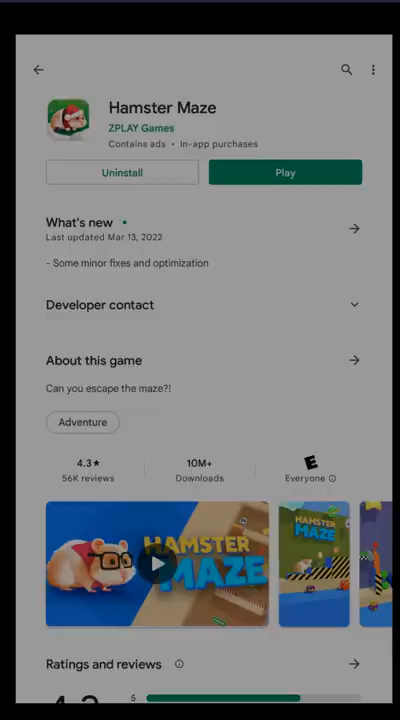 Hamster Maze
ZPLAY Games
Contains ads • In-app purchases
Uninstall
Play
What's new •
Last updated Mar 13, 2022
- Some minor fixes and optimization
Developer contact
About this game
Can you escape the maze?!
Adventure
4.3★
56K reviews
10M+
Downloads
E
Everyone
HAMSTER
MAZE
HAMSTER
MAZE
Ratings and reviews
4.3
5